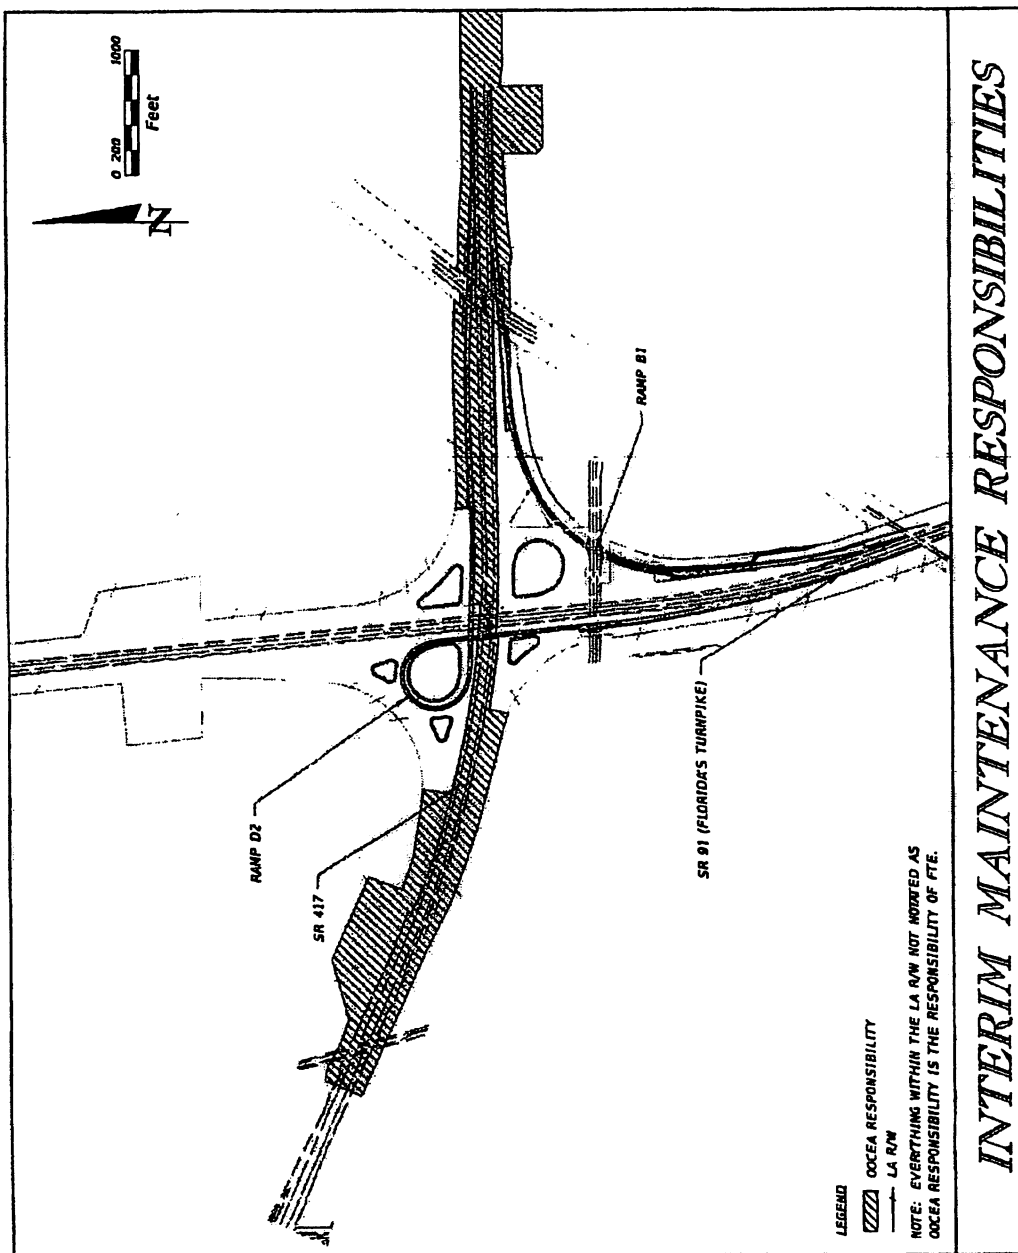 0 200 1000
Feet
N
RAMP D2
SR 417
RAMP B1
SR 91 (FLORIDA'S TURNPIKE)
LEGEND
OOCEA RESPONSIBILITY
LA R/W
NOTE: EVERYTHING WITHIN THE LA R/W NOT NOTATED AS
OOCEA RESPONSIBILITY IS THE RESPONSIBILITY OF FTE.
INTERIM MAINTENANCE RESPONSIBILITIES